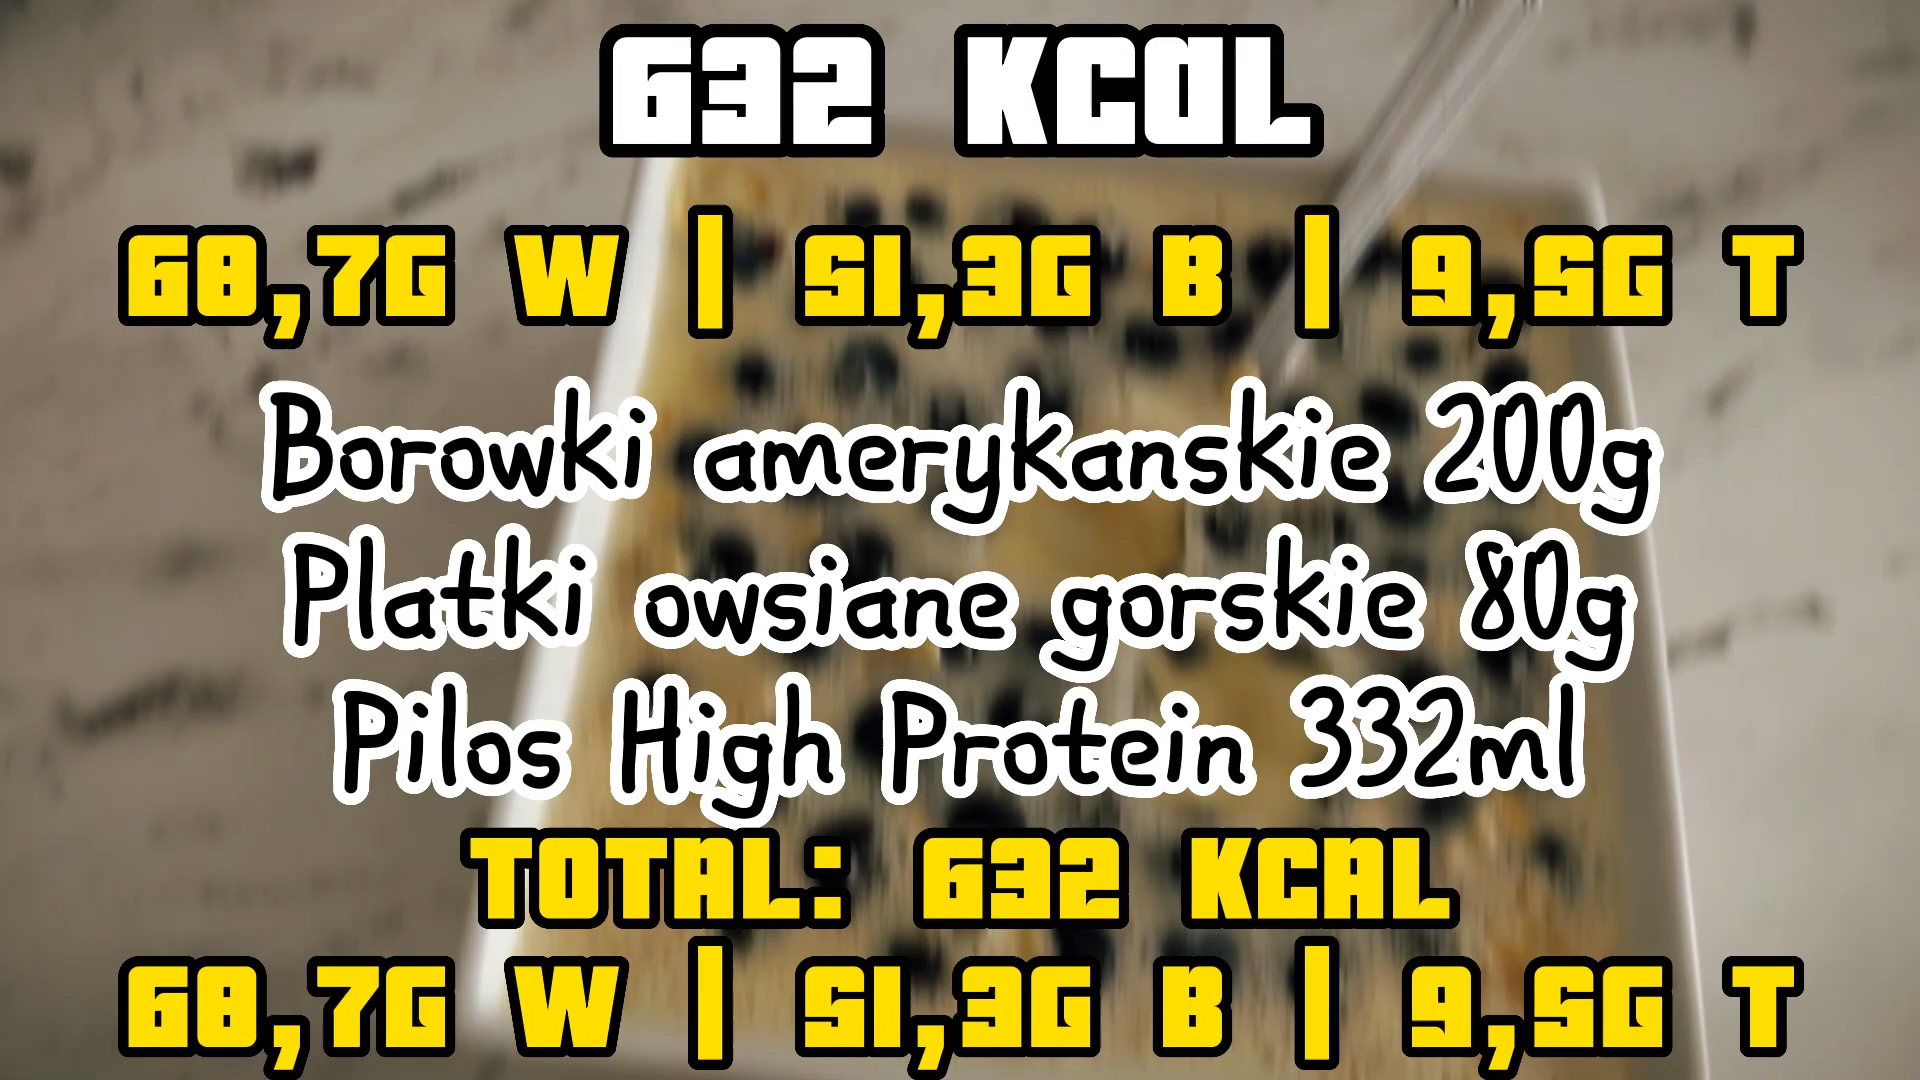 632 KCAL
68,7G W | 51,3G B | 9,5G T
Borowki amerykanskie 200g
Platki owsiane gorskie 80g
Pilos High Protein 332ml
TOTAL: 632 KCAL
68,7G W | 51,3G B | 9,5G T